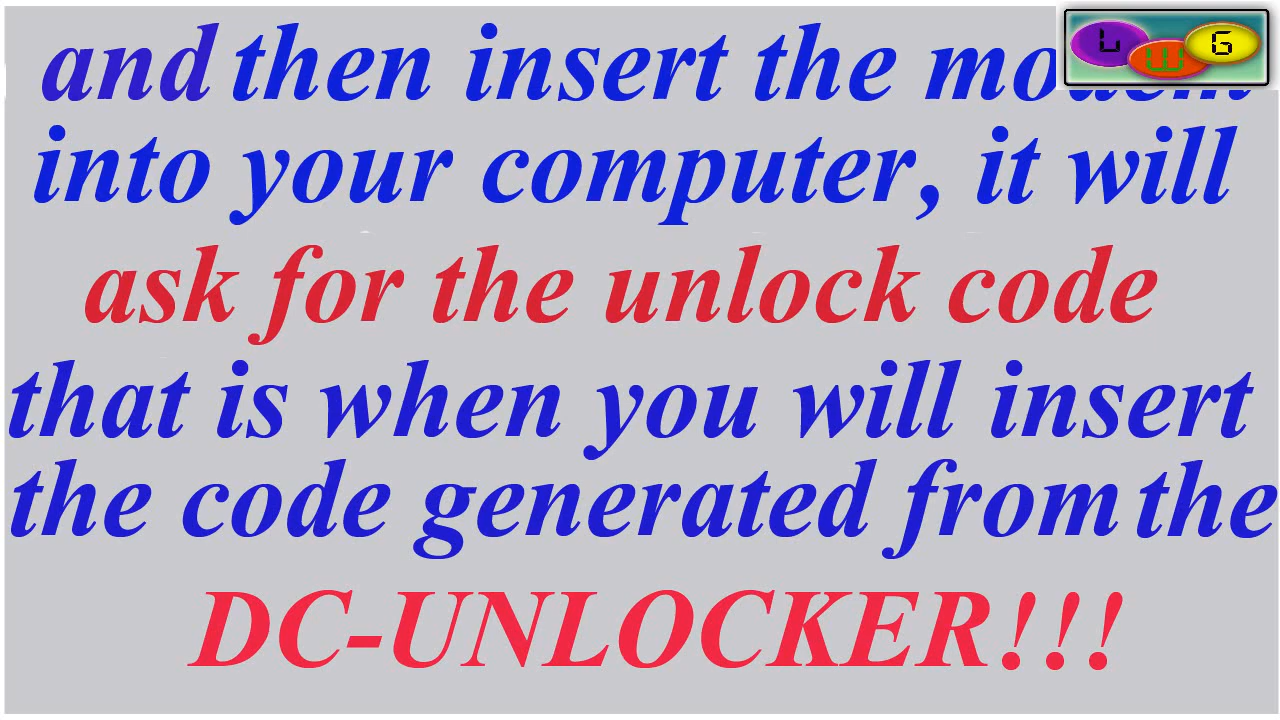 and then insert the modem
into your computer, it will
ask for the unlock code
that is when you will insert
the code generated from the
DC-UNLOCKER!!!
L W G